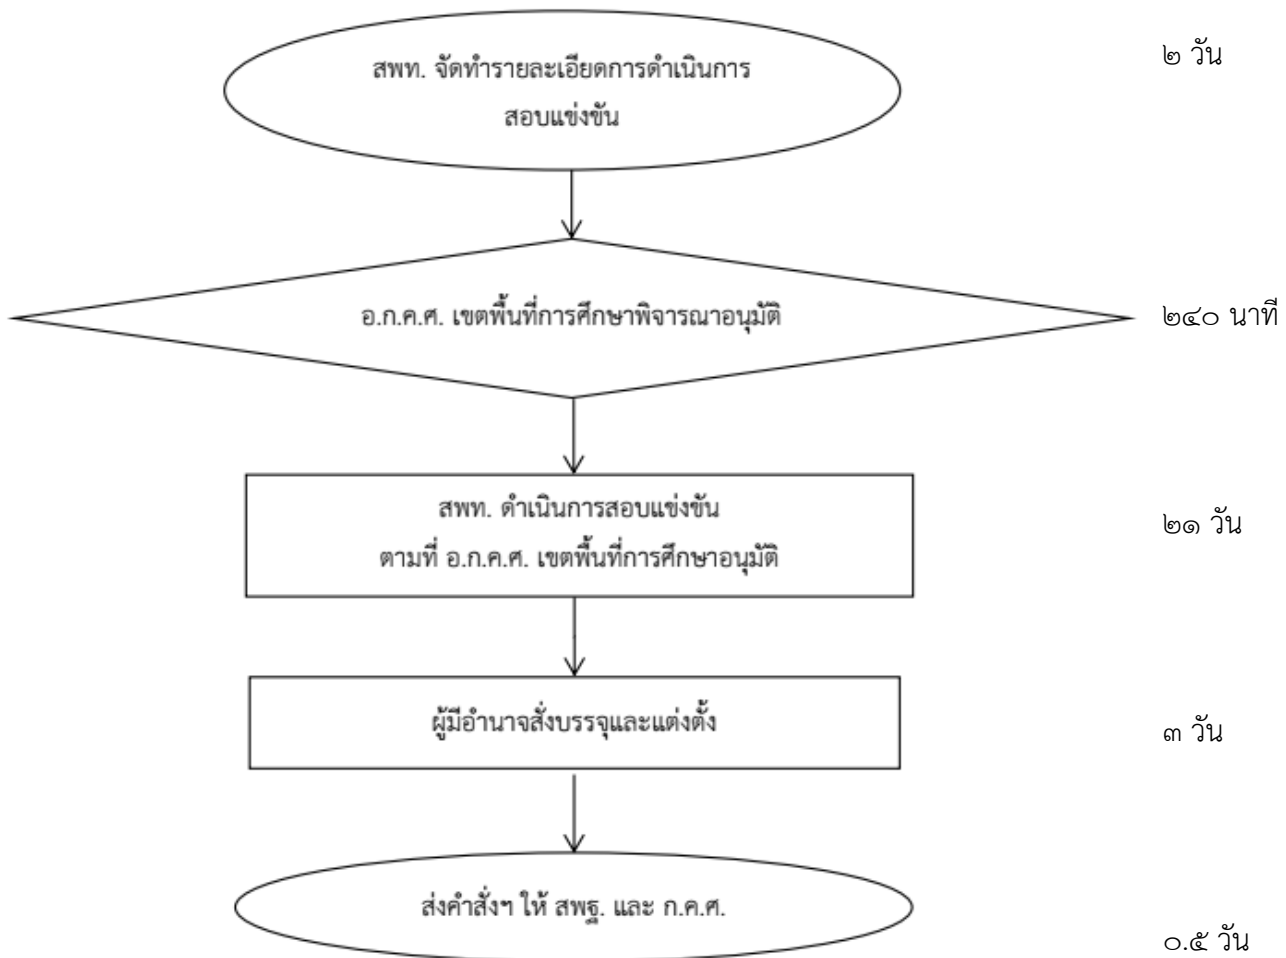 สพท. จัดทำรายละเอียดการดำเนินการ
สอบแข่งขัน
๒ วัน
อ.ก.ค.ศ. เขตพื้นที่การศึกษาพิจารณาอนุมัติ
๒๔๐ นาที
สพท. ดำเนินการสอบแข่งขัน
ตามที่ อ.ก.ค.ศ. เขตพื้นที่การศึกษาอนุมัติ
๒๑ วัน
ผู้มีอำนาจสั่งบรรจุและแต่งตั้ง
๓ วัน
ส่งคำสั่งฯ ให้ สพฐ. และ ก.ค.ศ.
๐.๕ วัน